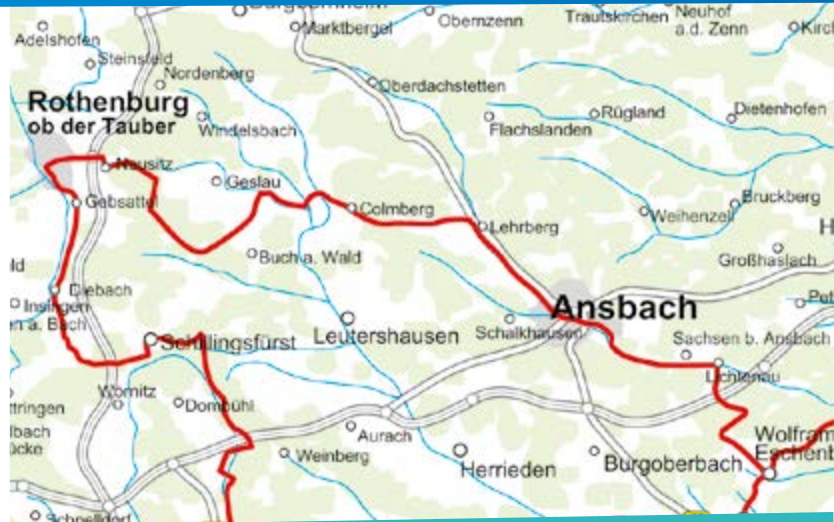 Marktbergel
Obernzenn
Trautskirchen
Neuhof
a.d. Zenn
Adelshofen
Steinsfeld
Nordenberg
Oberdachstetten
Rothenburg
ob der Tauber
Windelsbach
Flachslanden
Rügland
Dietenhofen
Neusitz
Geslau
Gebsattel
Colmberg
Weihenzell
Bruckberg
Lehrberg
Buch a. Wald
Großhaslach
Diebach
Insingen
Ansbach
Schillingsfürst
Leutershausen
Schalkhausen
Sachsen b. Ansbach
Lichtenau
Wörnitz
Dombühl
Aurach
Weinberg
Herrieden
Burgoberbach
Wolfram
Eschenb
Schnelldorf